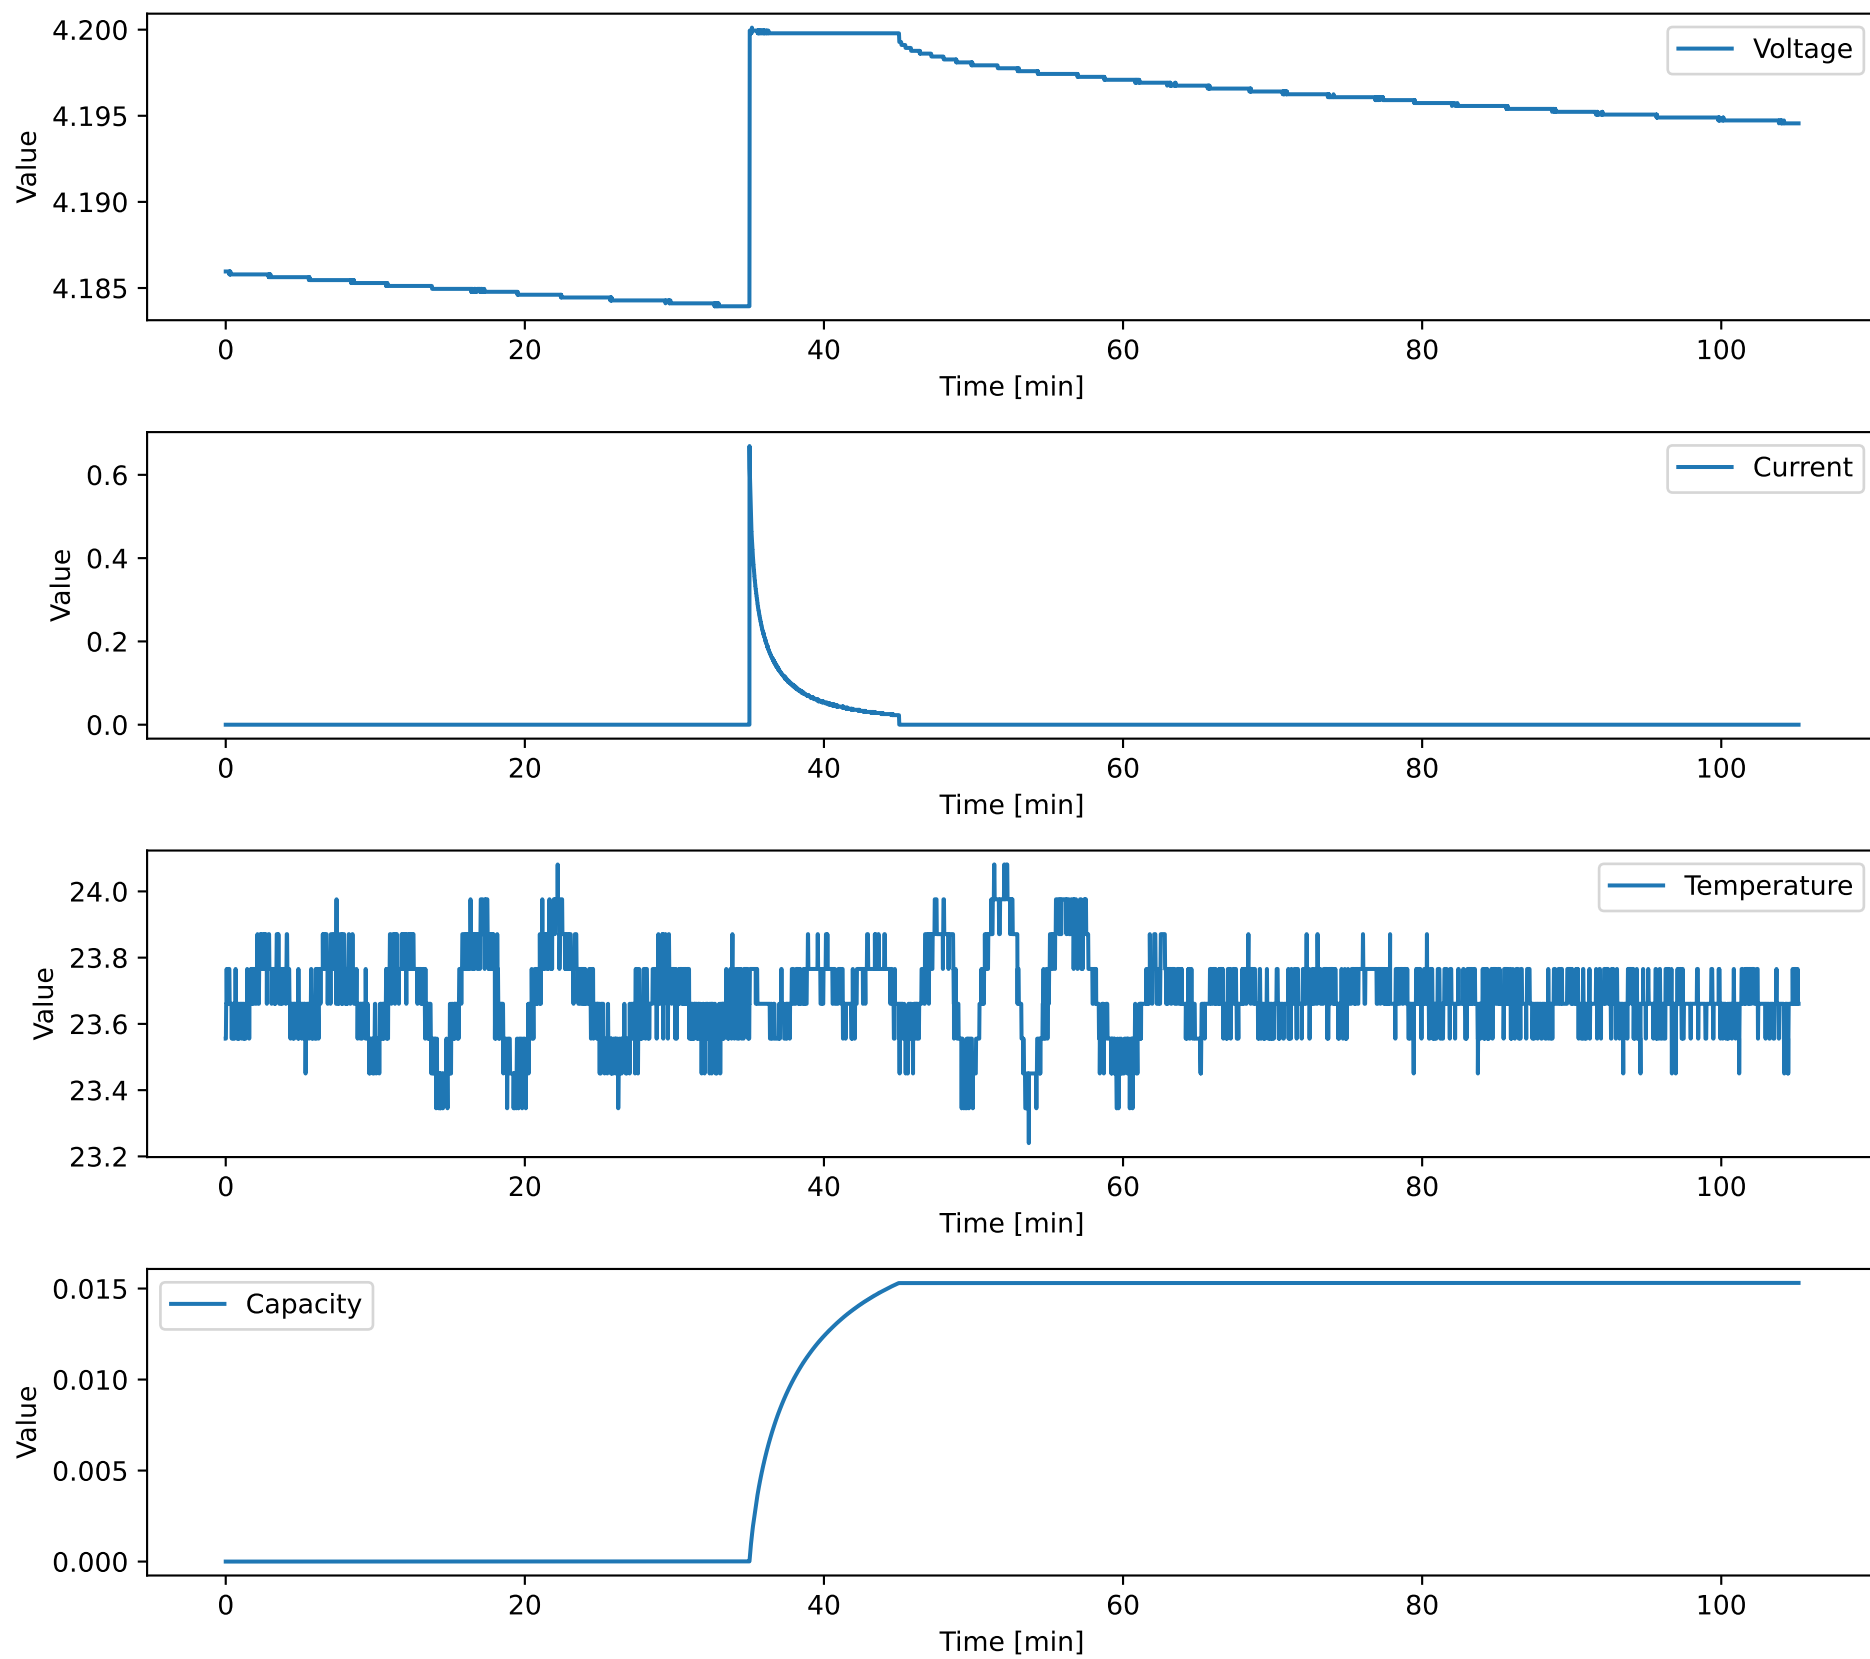 4.200
4.195
4.190
4.185
Value
Voltage
0 20 40 60 80 100
Time [min]
0.6
0.4
0.2
0.0
Value
Current
0 20 40 60 80 100
Time [min]
24.0
23.8
23.6
23.4
23.2
Value
Temperature
0 20 40 60 80 100
Time [min]
0.015
0.010
0.005
0.000
Value
Capacity
0 20 40 60 80 100
Time [min]